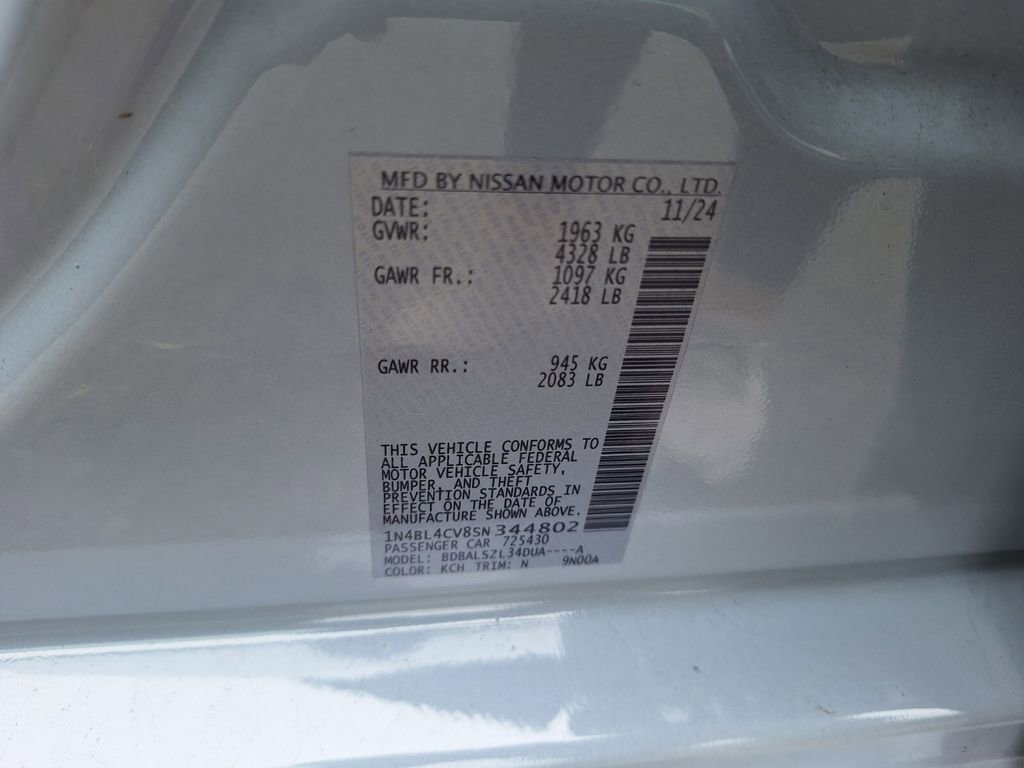 MFD BY NISSAN MOTOR CO., LTD.
DATE: 11/24
GVWR: 1963 KG
4328 LB
GAWR FR.: 1097 KG
2418 LB
GAWR RR.: 945 KG
2083 LB
THIS VEHICLE CONFORMS TO
ALL APPLICABLE FEDERAL
MOTOR VEHICLE SAFETY,
BUMPER, AND THEFT
PREVENTION STANDARDS IN
EFFECT ON THE DATE OF
MANUFACTURE SHOWN ABOVE.
1N4BL4CV8SN344802
PASSENGER CAR 725430
MODEL: BDBALSZL34DUA----A
COLOR: KCH TRIM: N 9N00A